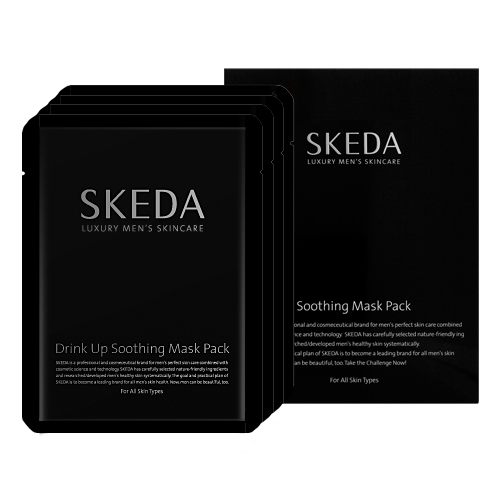 SKEDA
LUXURY MEN'S SKINCARE
Drink Up Soothing Mask Pack
SKEDA is a professional and cosmeceutical brand for men's perfect skin care combined with
cosmetic science and technology. SKEDA has carefully selected nature-friendly ingredients
and researched/developed men's healthy skin systematically. The goal and practical plan of
SKEDA is to become a leading brand for all men's skin health. Now, men can be beautiful, too.
For All Skin Types
SKEDA
LUXURY MEN'S SKINCARE
Soothing Mask Pack
onal and cosmeceutical brand for men's perfect skin care combined
nce and technology. SKEDA has carefully selected nature-friendly ing
rched/developed men's healthy skin systematically.
ical plan of SKEDA is to become a leading brand for all men's skin
an be beautiful, too. Take the Challenge Now!
For All Skin Types